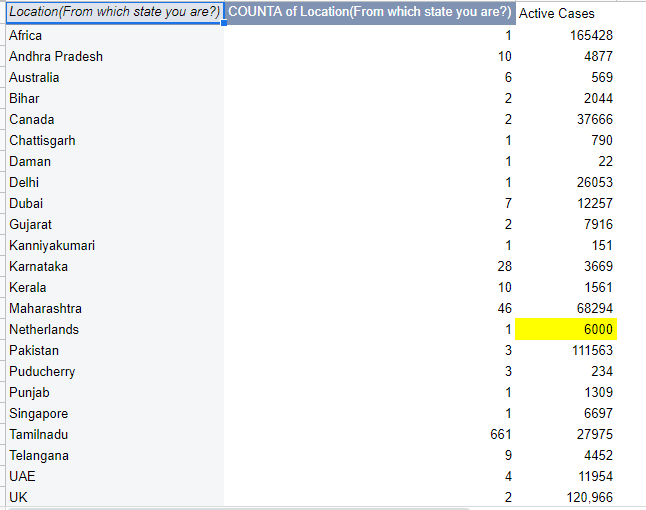 Location(From which state you are?) COUNTA of Location(From which state you are?) Active Cases
Africa 1 165428
Andhra Pradesh 10 4877
Australia 6 569
Bihar 2 2044
Canada 2 37666
Chattisgarh 1 790
Daman 1 22
Delhi 1 26053
Dubai 7 12257
Gujarat 2 7916
Kanniyakumari 1 151
Karnataka 28 3669
Kerala 10 1561
Maharashtra 46 68294
Netherlands 1 6000
Pakistan 3 111563
Puducherry 3 234
Punjab 1 1309
Singapore 1 6697
Tamilnadu 661 27975
Telangana 9 4452
UAE 4 11954
UK 2 120,966